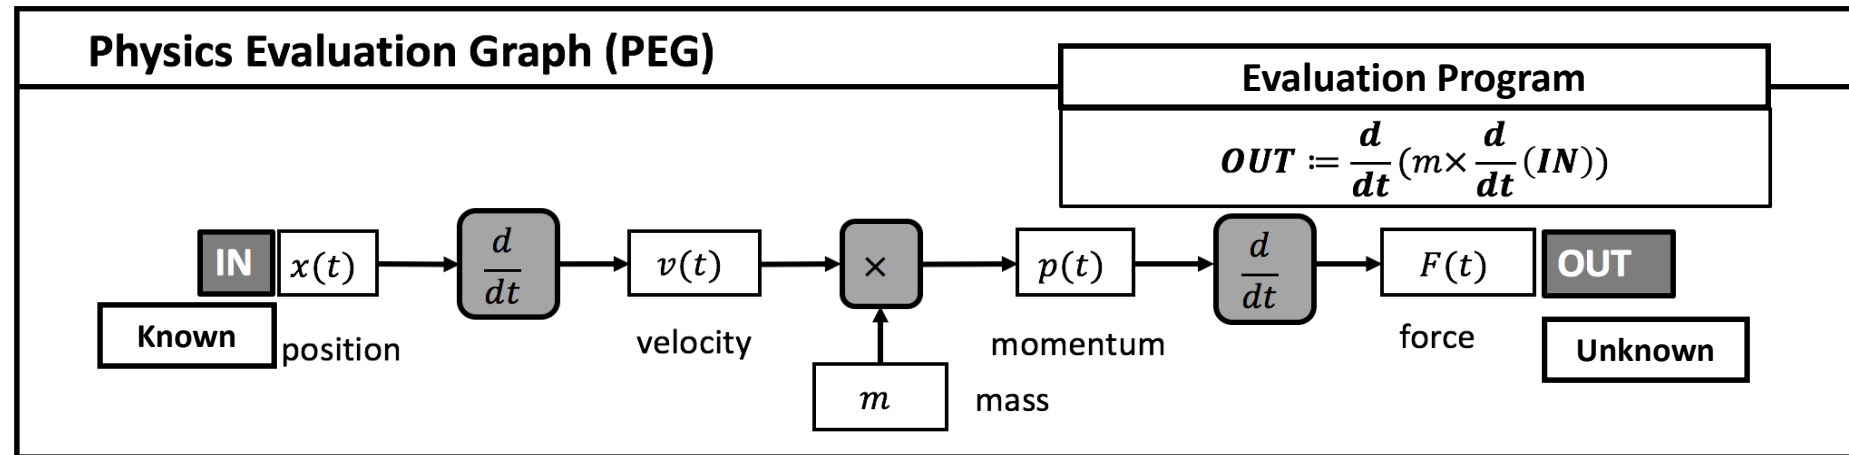 Physics Evaluation Graph (PEG)
Evaluation Program
OUT ≔ d/dt (m× d/dt (IN))
IN
x(t)
d/dt
v(t)
×
p(t)
d/dt
F(t)
OUT
Known
position
velocity
momentum
force
Unknown
m
mass